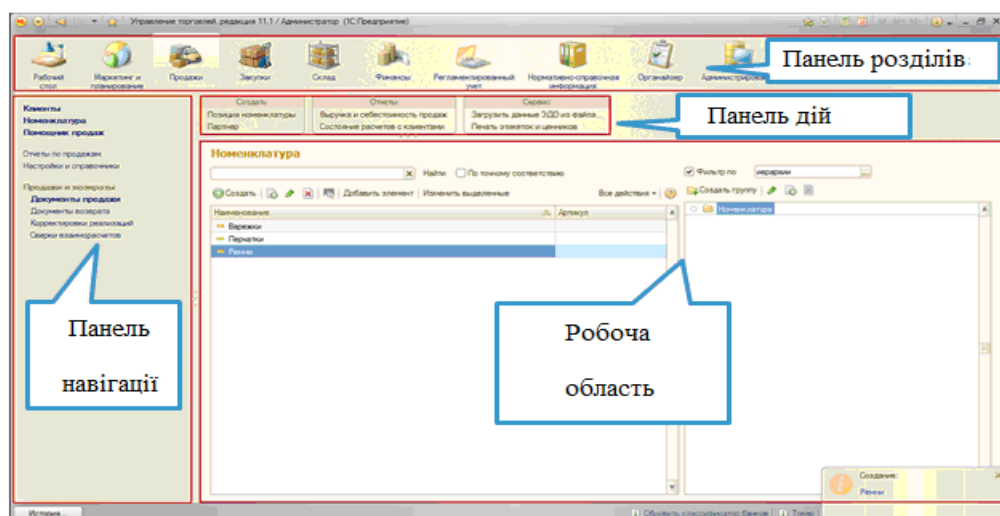 Управление торговлей, редакция 11.1 / Администратор (1С:Предприятие)
Рабочий стол
Маркетинг и планирование
Продажи
Закупки
Склад
Финансы
Регламентированный учет
Нормативно-справочная информация
Органайзер
Панель розділів
Клиенты
Номенклатура
Помощник продаж
Отчеты по продажам
Настройки и справочники
Продажи и возвраты
Документы продажи
Документы возврата
Корректировки реализаций
Сверки взаиморасчетов
Создать
Позиция номенклатуры
Партнер
Отчеты
Выручка и себестоимость продаж
Состояние расчетов с клиентами
Сервис
Загрузить данные ЭДО из файла...
Печать этикеток и ценников
Панель дій
Номенклатура
Найти
По точному соответствию
Фильтр по
иерархии
Создать
Добавить элемент
Изменить выделенные
Все действия
Создать группу
Наименование
Артикул
Номенклатура
Варежки
Перчатки
Ремни
Панель
навігації
Робоча
область
Создание:
Ремни
История...
Обновить классификатор банков
Товар